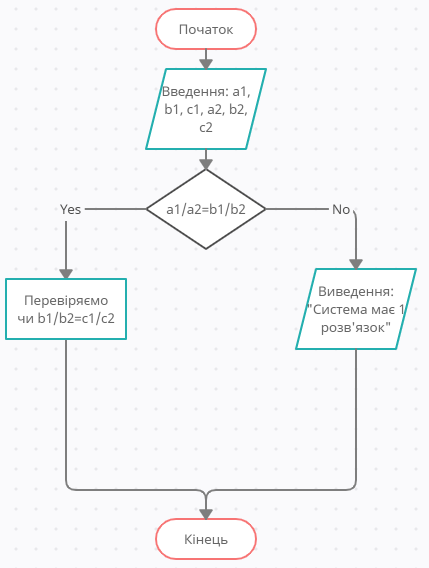 Початок
Введення: a1,
b1, c1, a2, b2,
c2
a1/a2=b1/b2
Yes
No
Перевіряємо
чи b1/b2=c1/c2
Виведення:
"Система має 1
розв'язок"
Кінець